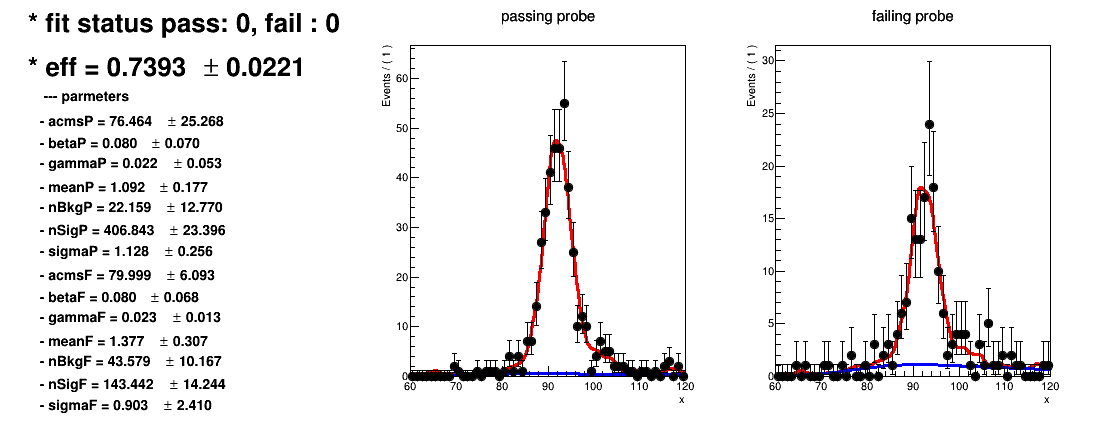 * fit status pass: 0, fail : 0
* eff = 0.7393 ± 0.0221
--- parmeters
- acmsP = 76.464 ± 25.268
- betaP = 0.080 ± 0.070
- gammaP = 0.022 ± 0.053
- meanP = 1.092 ± 0.177
- nBkgP = 22.159 ± 12.770
- nSigP = 406.843 ± 23.396
- sigmaP = 1.128 ± 0.256
- acmsF = 79.999 ± 6.093
- betaF = 0.080 ± 0.068
- gammaF = 0.023 ± 0.013
- meanF = 1.377 ± 0.307
- nBkgF = 43.579 ± 10.167
- nSigF = 143.442 ± 14.244
- sigmaF = 0.903 ± 2.410
passing probe
Events / ( 1 )
60
50
40
30
20
10
0
60 70 80 90 100 110 120
x
failing probe
Events / ( 1 )
30
25
20
15
10
5
0
60 70 80 90 100 110 120
x